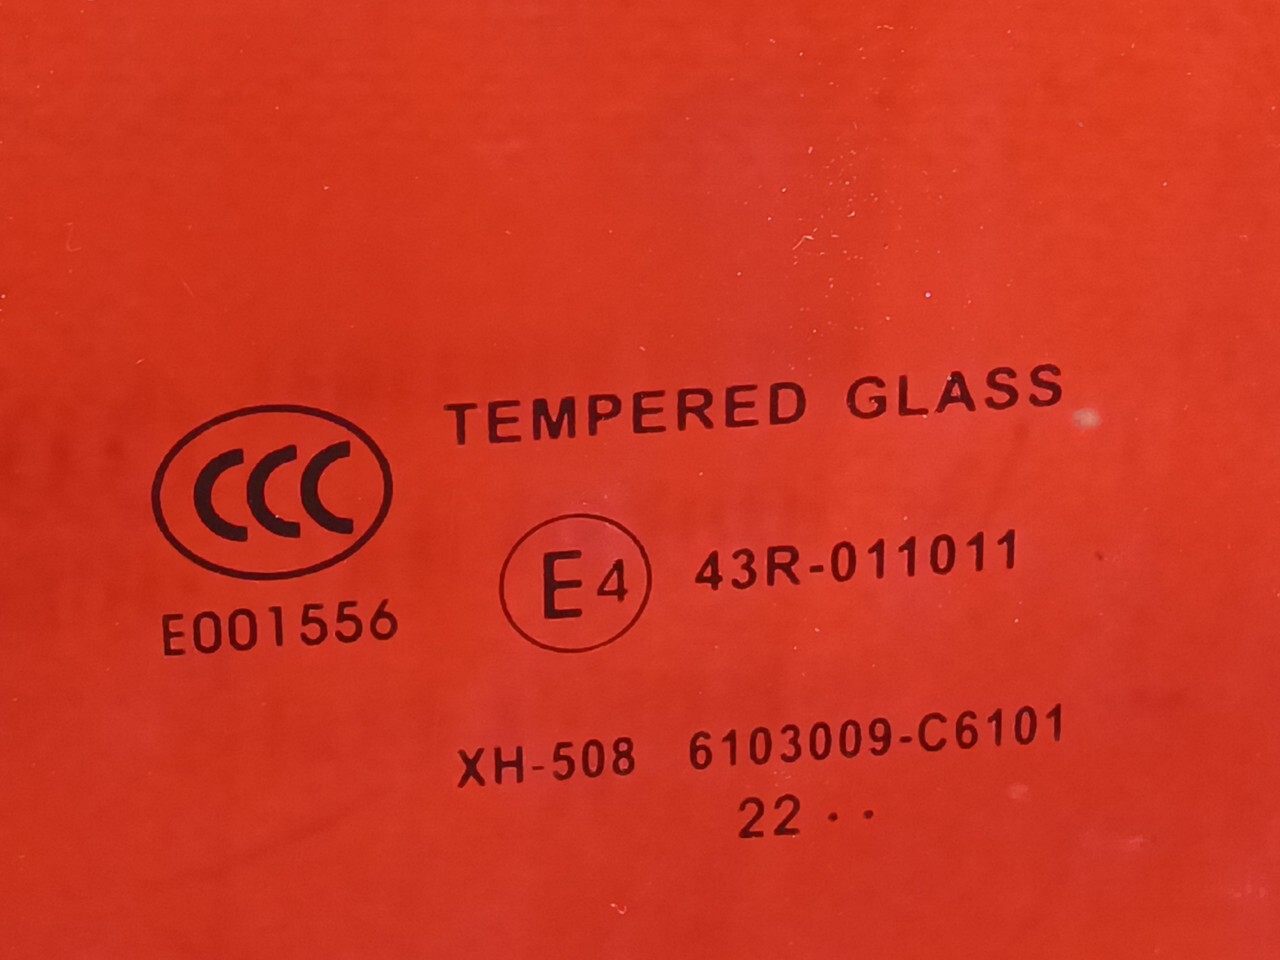 TEMPERED GLASS
CCC
E001556
E4 43R-011011
XH-508 6103009-C6101
22 . .